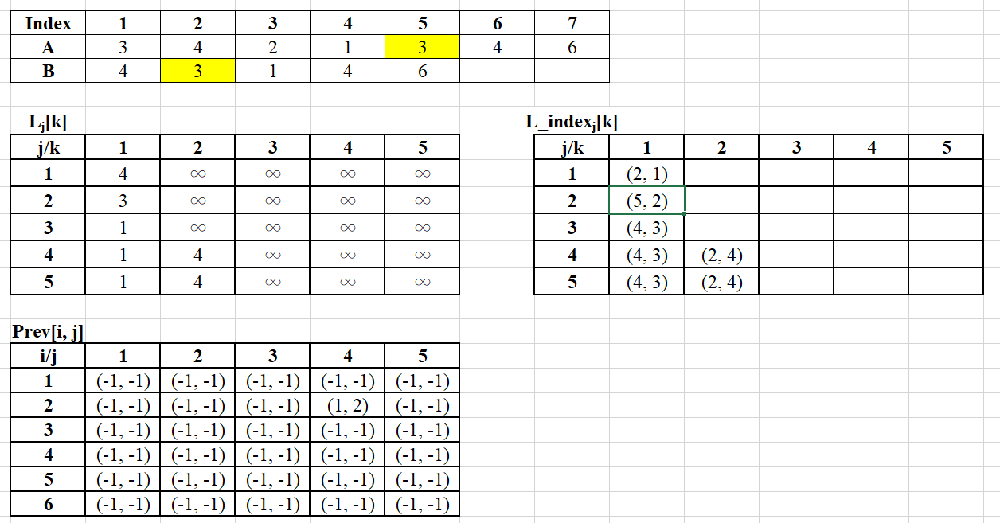 Index 1 2 3 4 5 6 7
A 3 4 2 1 3 4 6
B 4 3 1 4 6
Lj[k] L_indexj[k]
j/k 1 2 3 4 5 j/k 1 2 3 4 5
1 4 ∞ ∞ ∞ ∞ 1 (2, 1)
2 3 ∞ ∞ ∞ ∞ 2 (5, 2)
3 1 ∞ ∞ ∞ ∞ 3 (4, 3)
4 1 4 ∞ ∞ ∞ 4 (4, 3) (2, 4)
5 1 4 ∞ ∞ ∞ 5 (4, 3) (2, 4)
Prev[i, j]
i/j 1 2 3 4 5
1 (-1, -1) (-1, -1) (-1, -1) (-1, -1) (-1, -1)
2 (-1, -1) (-1, -1) (-1, -1) (1, 2) (-1, -1)
3 (-1, -1) (-1, -1) (-1, -1) (-1, -1) (-1, -1)
4 (-1, -1) (-1, -1) (-1, -1) (-1, -1) (-1, -1)
5 (-1, -1) (-1, -1) (-1, -1) (-1, -1) (-1, -1)
6 (-1, -1) (-1, -1) (-1, -1) (-1, -1) (-1, -1)